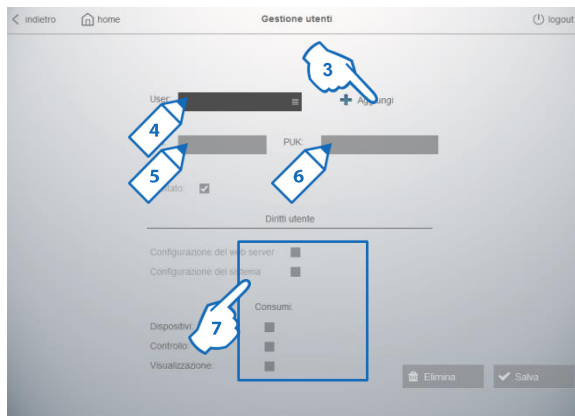 indietro home Gestione utenti logout
3
User: Aggiungi
4
PUK:
5 6
Diritti utente
Configurazione del web server
Configurazione del sistema
Consumi:
Dispositivi:
7
Controllo:
Visualizzazione:
Elimina Salva